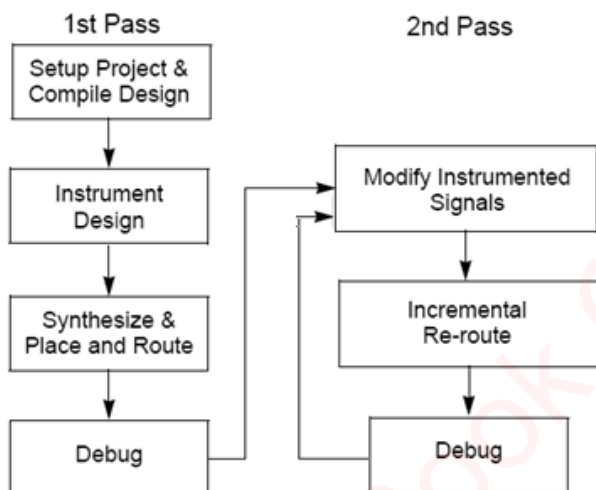 1st Pass
Setup Project &
Compile Design
Instrument
Design
Synthesize &
Place and Route
Debug
2nd Pass
Modify Instrumented
Signals
Incremental
Re-route
Debug